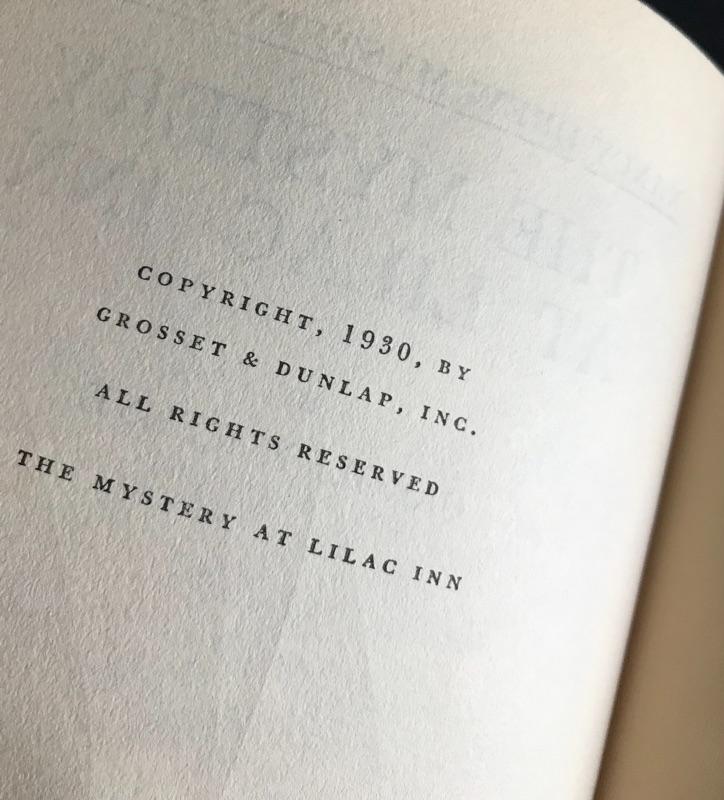 COPYRIGHT, 1930, BY
GROSSET & DUNLAP, INC.
ALL RIGHTS RESERVED
THE MYSTERY AT LILAC INN